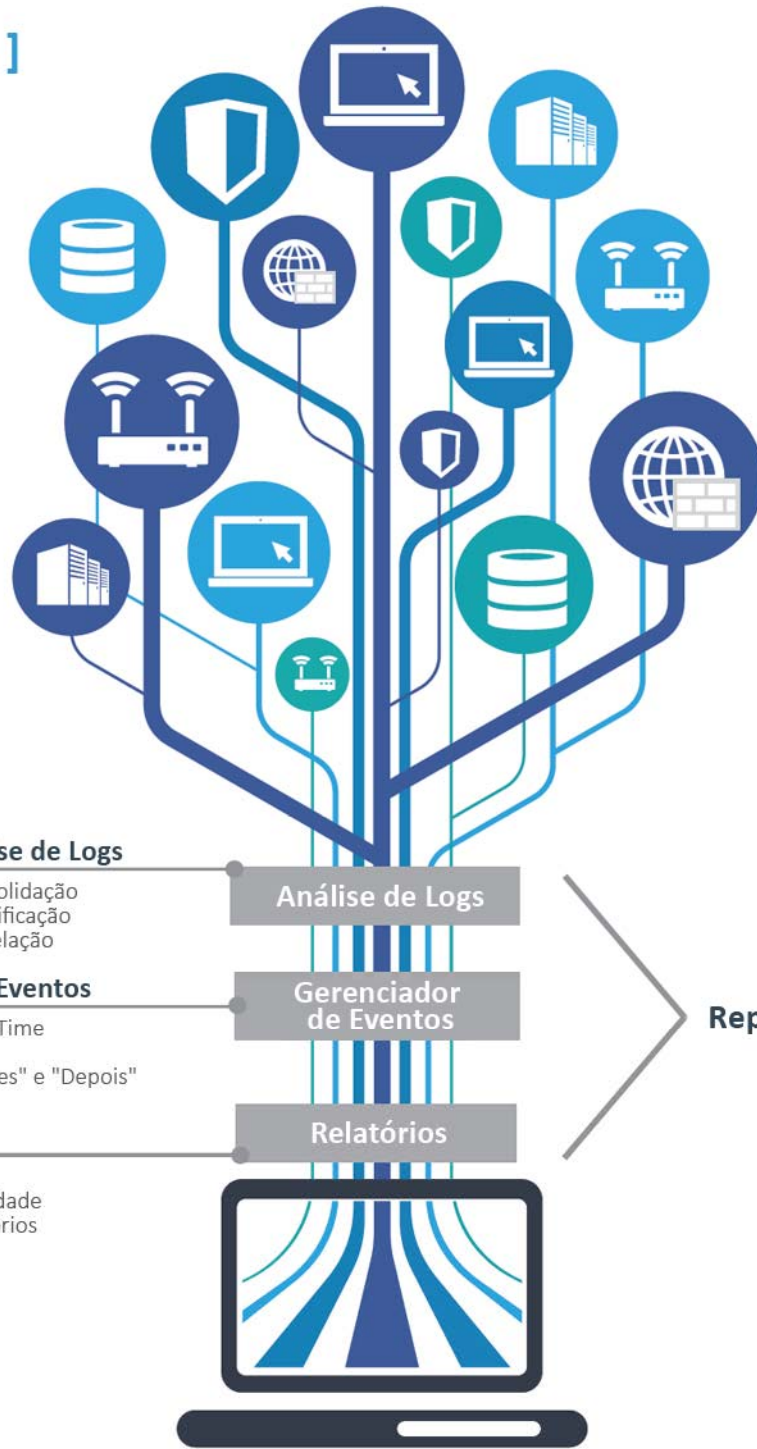 ]
se de Logs
olidação
ificação
elação
Eventos
Time
es" e "Depois"
dade
rios
Análise de Logs
Gerenciador
de Eventos
Relatórios
Rep